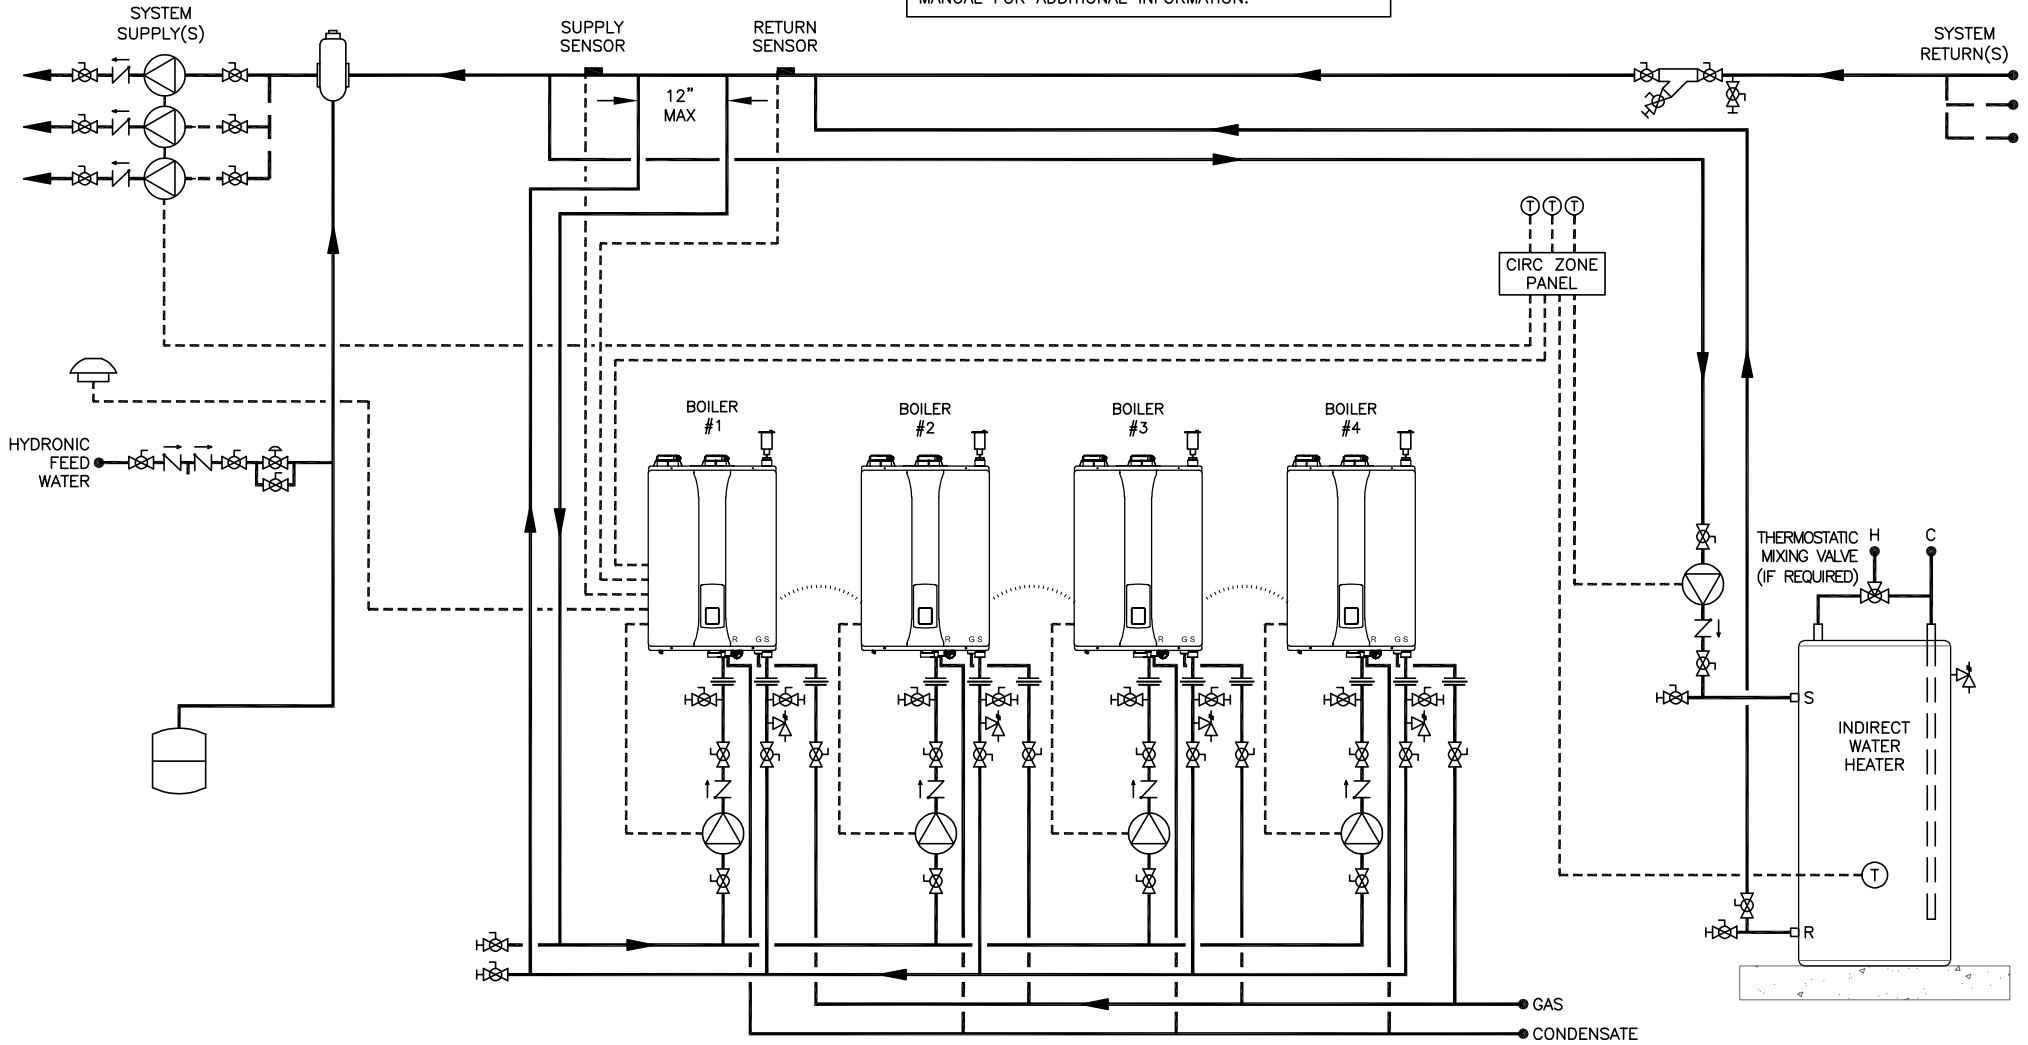 MANUAL FOR ADDITIONAL INFORMATION.
SYSTEM
SUPPLY(S)
SUPPLY
SENSOR
RETURN
SENSOR
SYSTEM
RETURN(S)
12"
MAX
T T T
CIRC ZONE
PANEL
HYDRONIC
FEED
WATER
BOILER
#1
BOILER
#2
BOILER
#3
BOILER
#4
R G S
R G S
R G S
R G S
THERMOSTATIC
MIXING VALVE
(IF REQUIRED)
H
C
S
INDIRECT
WATER
HEATER
T
R
GAS
CONDENSATE